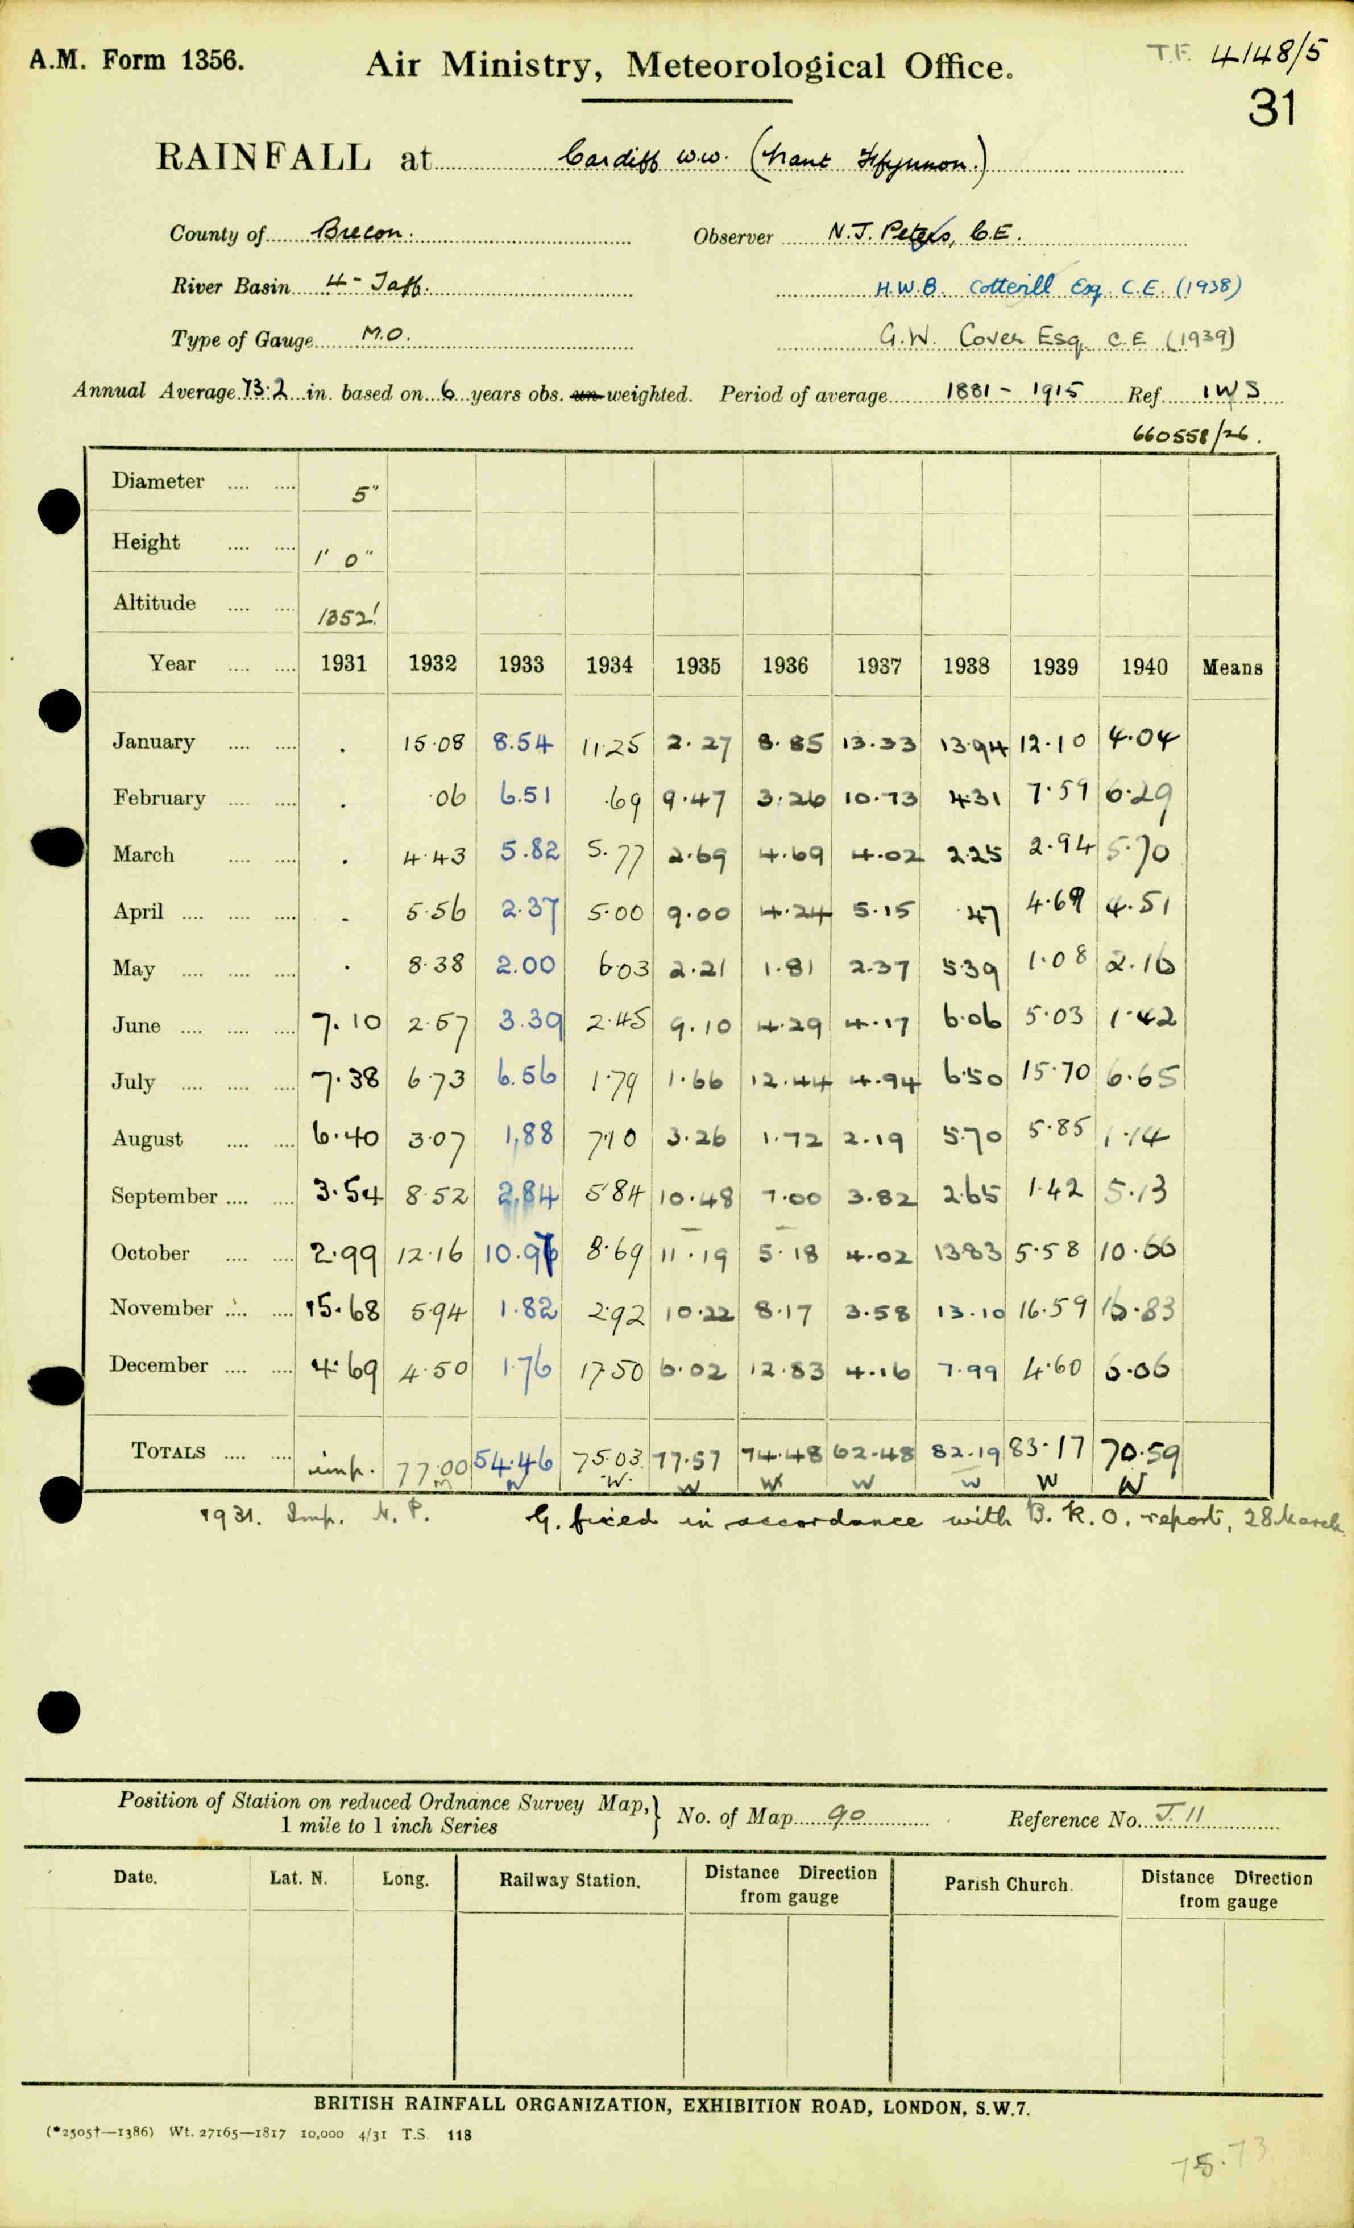 A.M. Form 1356. Air Ministry, Meteorological Office. T.F. 4148/5
31
RAINFALL at Cardiff W.W. (Nant Ffynnon.)
County of Brecon. Observer N.J. Peters, C.E.
River Basin 4 - Taff. H.W.B. Cotterill Esq C.E. (1938)
Type of Gauge M.O. G.W. Cover Esq C.E (1939)
Annual Average 73.2 in. based on 6 years obs. un-weighted. Period of average 1881 - 1915 Ref 1WS
660558/26.
Diameter 5"
Height 1' 0"
Altitude 1352'
Year 1931 1932 1933 1934 1935 1936 1937 1938 1939 1940 Means
January . 15.08 8.54 11.25 2.27 8.85 13.33 13.94 12.10 4.04
February . .06 6.51 .69 9.47 3.26 10.73 4.31 7.59 6.29
March . 4.43 5.82 5.77 2.69 4.69 4.02 2.25 2.94 5.70
April . 5.56 2.37 5.00 9.00 4.24 5.15 .47 4.69 4.51
May . 8.38 2.00 6.03 2.21 1.81 2.37 5.39 1.08 2.16
June 7.10 2.57 3.39 2.45 9.10 4.29 4.17 6.06 5.03 1.42
July 7.38 6.73 6.56 1.79 1.66 12.44 4.94 6.50 15.70 6.65
August 6.40 3.07 1.88 7.10 3.26 1.72 2.19 5.70 5.85 1.14
September 3.54 8.52 2.84 5.84 10.48 7.00 3.82 2.65 1.42 5.13
October 2.99 12.16 10.97 8.69 11.19 5.18 4.02 13.83 5.58 10.66
November 15.68 5.94 1.82 2.92 10.22 8.17 3.58 13.10 16.59 16.83
December 4.69 4.50 1.76 17.50 6.02 12.83 4.16 7.99 4.60 6.06
TOTALS imp. 77.00 54.46 75.03 77.57 74.48 62.48 82.19 83.17 70.59
m w W. w w w w W W
1931. Imp. N.P. G. fixed in accordance with B.R.O. report, 28 March
Position of Station on reduced Ordnance Survey Map, 1 mile to 1 inch Series } No. of Map 90 Reference No. J.11
Date. Lat. N. Long. Railway Station. Distance Direction from gauge Parish Church. Distance Direction from gauge
BRITISH RAINFALL ORGANIZATION, EXHIBITION ROAD, LONDON, S.W.7.
(*2505†—1386) Wt. 27165—1817 10,000 4/31 T.S. 118
75.73